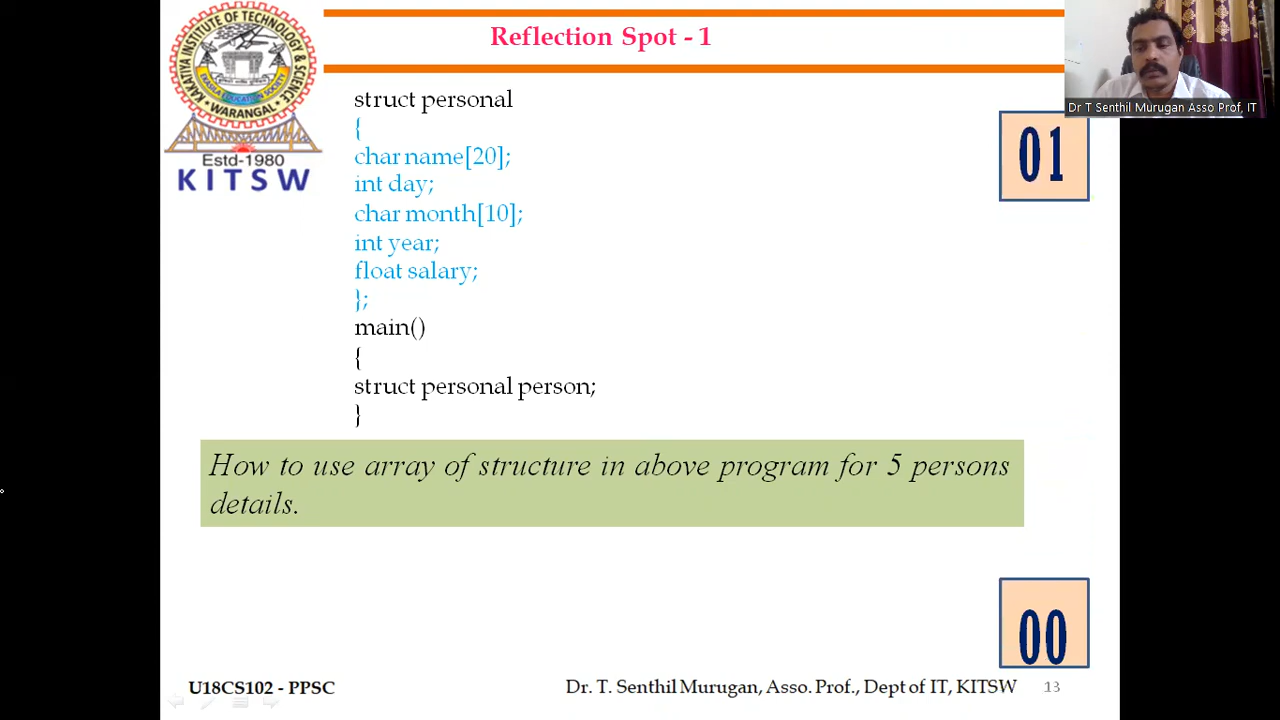 Reflection Spot - 1
KAKATIYA INSTITUTE OF TECHNOLOGY & SCIENCE
EKASILA EDUCATION SOCIETY
WARANGAL
Estd-1980
KITSW
Dr T Senthil Murugan Asso Prof, IT
struct personal
{
char name[20];
int day;
char month[10];
int year;
float salary;
};
main()
{
struct personal person;
}
01
How to use array of structure in above program for 5 persons
details.
00
U18CS102 - PPSC
Dr. T. Senthil Murugan, Asso. Prof., Dept of IT, KITSW
13